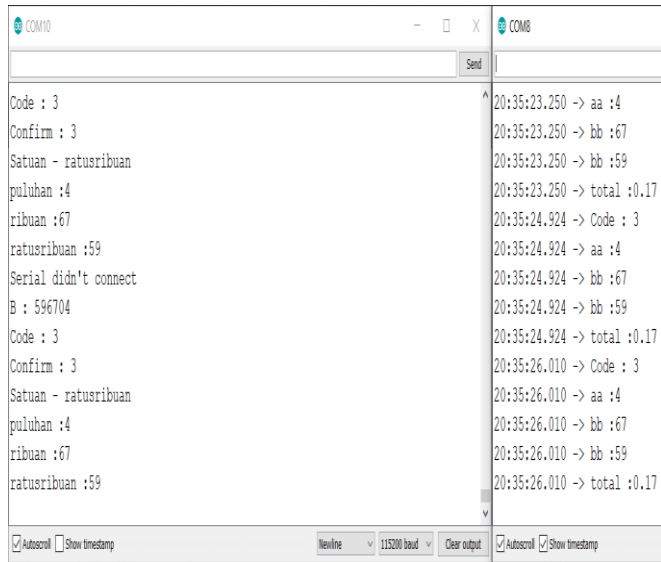 COM10
Send
Code : 3
Confirm : 3
Satuan - ratusribuan
puluhan :4
ribuan :67
ratusribuan :59
Serial didn't connect
B : 596704
Code : 3
Confirm : 3
Satuan - ratusribuan
puluhan :4
ribuan :67
ratusribuan :59
Autoscroll Show timestamp Newline 115200 baud Clear output
COM8
20:35:23.250 -> aa :4
20:35:23.250 -> bb :67
20:35:23.250 -> bb :59
20:35:23.250 -> total :0.17
20:35:24.924 -> Code : 3
20:35:24.924 -> aa :4
20:35:24.924 -> bb :67
20:35:24.924 -> bb :59
20:35:24.924 -> total :0.17
20:35:26.010 -> Code : 3
20:35:26.010 -> aa :4
20:35:26.010 -> bb :67
20:35:26.010 -> bb :59
20:35:26.010 -> total :0.17
Autoscroll Show timestamp